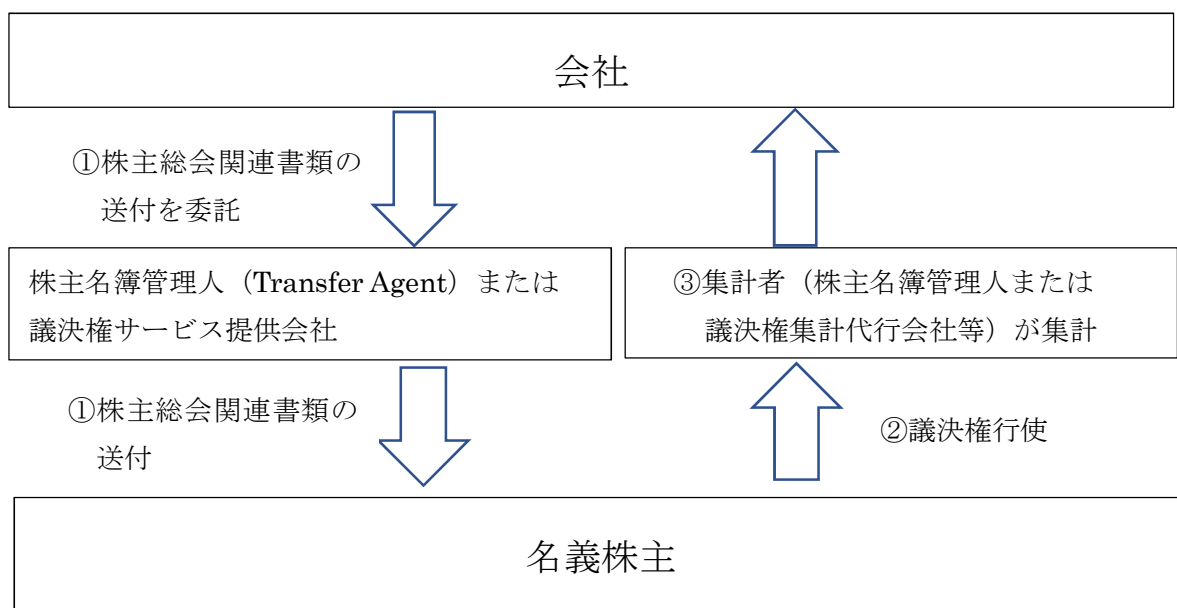 会社
①株主総会関連書類の
送付を委託
株主名簿管理人（Transfer Agent）または
議決権サービス提供会社
③集計者（株主名簿管理人または
議決権集計代行会社等）が集計
①株主総会関連書類の
送付
②議決権行使
名義株主